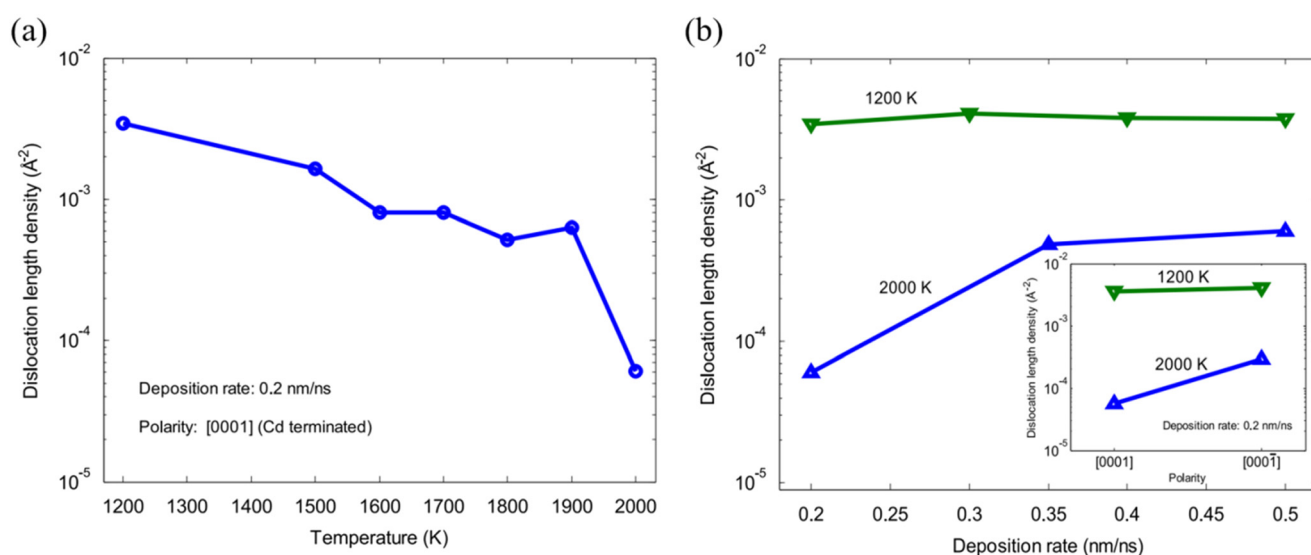 (a)
10⁻²
10⁻³
10⁻⁴
10⁻⁵
Dislocation length density (Å⁻²)
Deposition rate: 0.2 nm/ns
Polarity: [0001] (Cd terminated)
1200 1300 1400 1500 1600 1700 1800 1900 2000
Temperature (K)
(b)
10⁻²
10⁻³
10⁻⁴
10⁻⁵
Dislocation length density (Å⁻²)
1200 K
2000 K
10⁻²
10⁻³
10⁻⁴
10⁻⁵
Dislocation length density (Å⁻²)
1200 K
2000 K
Deposition rate: 0.2 nm/ns
[0001] [0001̄]
Polarity
0.2 0.25 0.3 0.35 0.4 0.45 0.5
Deposition rate (nm/ns)